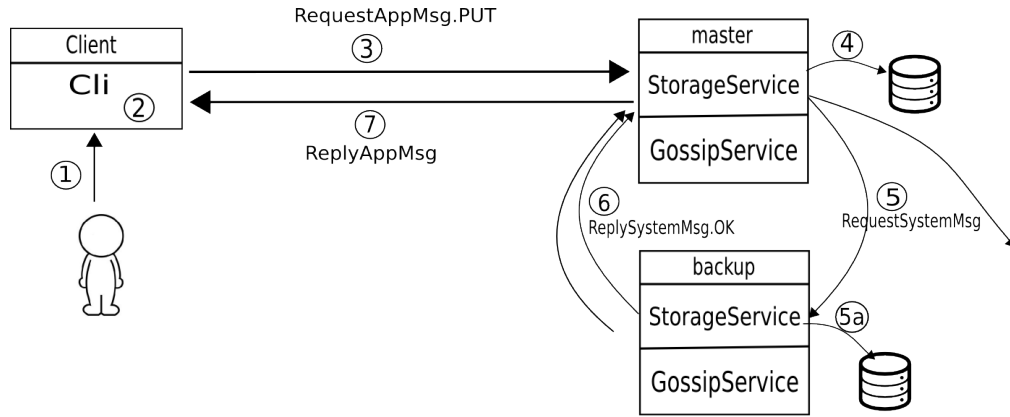 RequestAppMsg.PUT
3
Client
Cli
2
1
7
ReplyAppMsg
master
StorageService
GossipService
4
5
RequestSystemMsg
6
ReplySystemMsg.OK
backup
StorageService
GossipService
5a